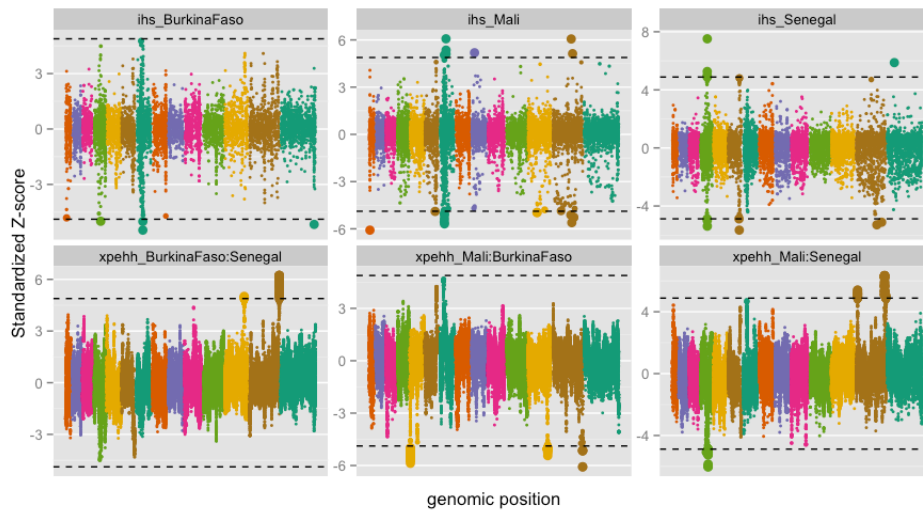 ihs_BurkinaFaso
ihs_Mali
ihs_Senegal
3
0
-3
6
3
0
-3
-6
8
4
0
-4
Standardized Z-score
xpehh_BurkinaFaso:Senegal
xpehh_Mali:BurkinaFaso
xpehh_Mali:Senegal
6
3
0
-3
3
0
-3
-6
4
0
-4
genomic position